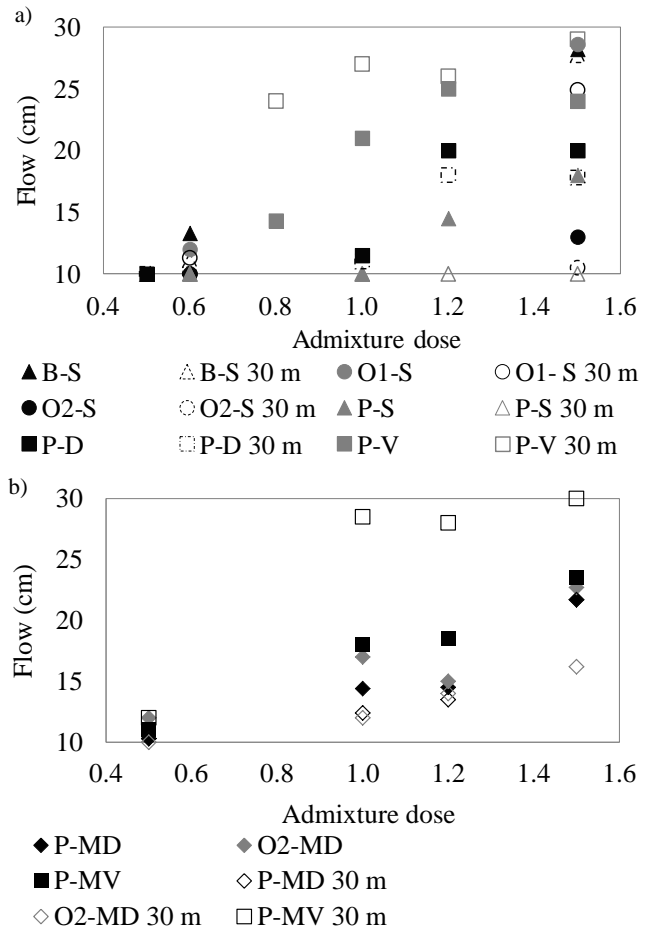 a)
30
25
20
15
10
Flow (cm)
0.4 0.6 0.8 1.0 1.2 1.4 1.6
Admixture dose
B-S B-S 30 m O1-S O1- S 30 m
O2-S O2-S 30 m P-S P-S 30 m
P-D P-D 30 m P-V P-V 30 m
b)
30
25
20
15
10
Flow (cm)
0.4 0.6 0.8 1.0 1.2 1.4 1.6
Admixture dose
P-MD O2-MD
P-MV P-MD 30 m
O2-MD 30 m P-MV 30 m